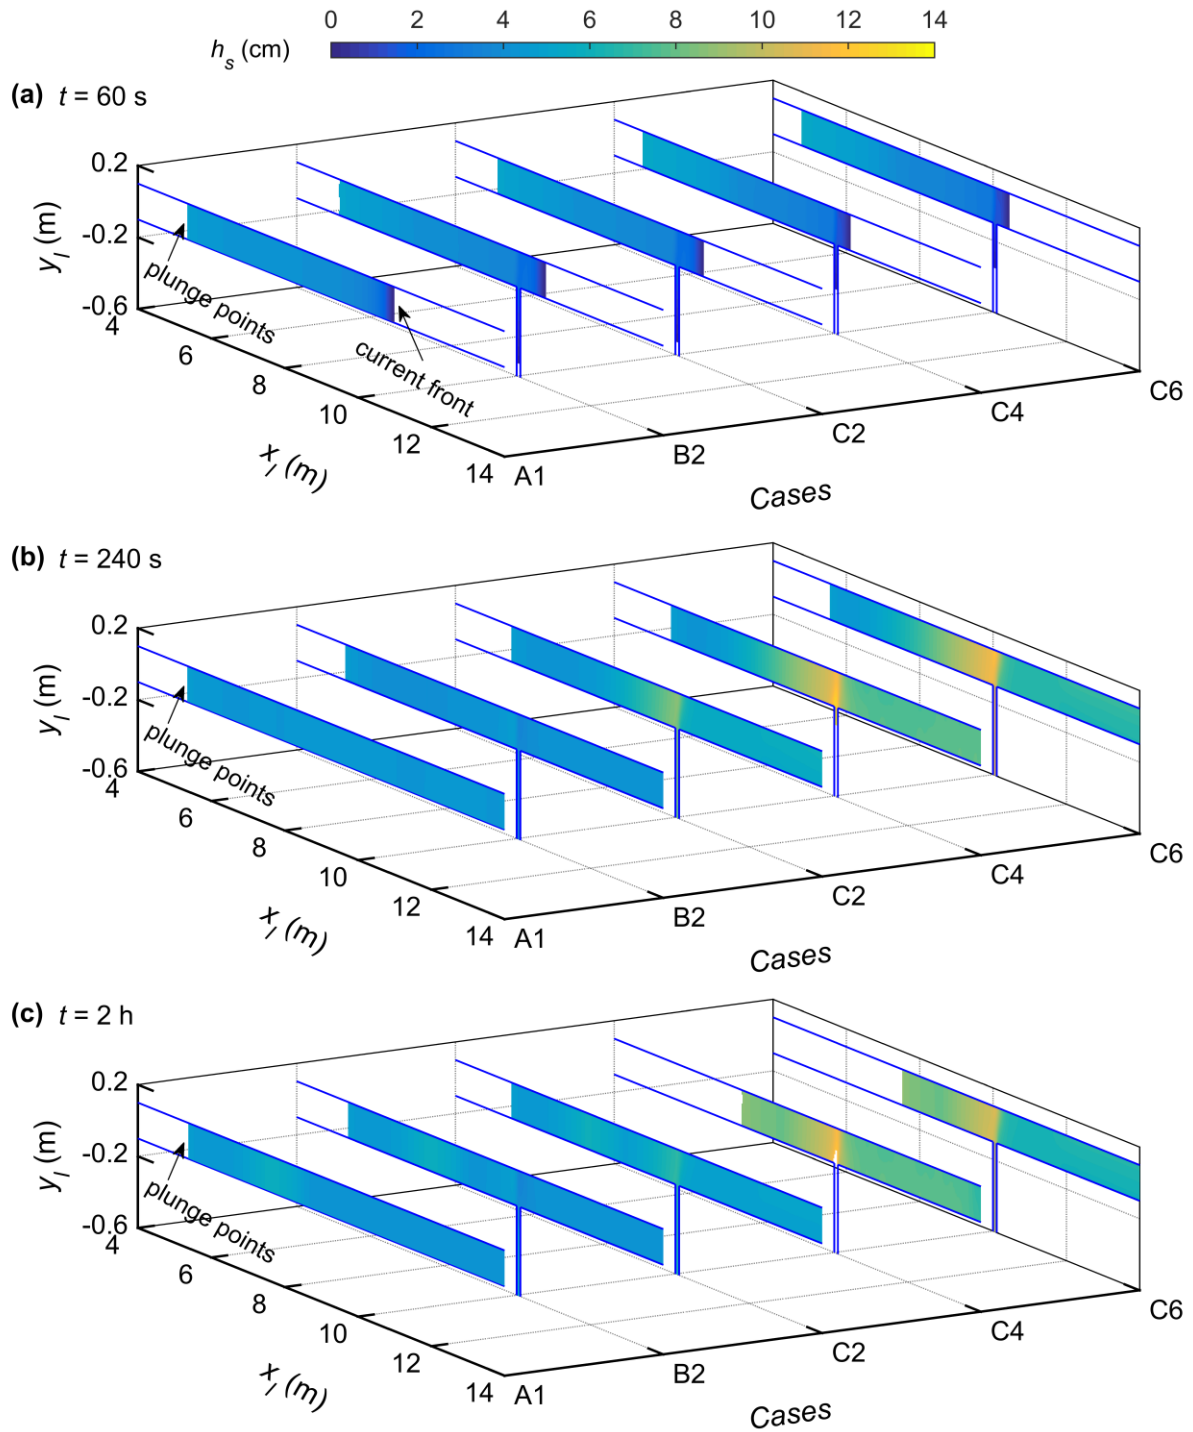 0 2 4 6 8 10 12 14
h_s (cm)
(a) t = 60 s
0.2
-0.2
-0.6
y_l (m)
plunge points
current front
4
6
8
10
12
14
x_l (m)
A1
B2
C2
C4
C6
Cases
(b) t = 240 s
0.2
-0.2
-0.6
y_l (m)
plunge points
4
6
8
10
12
14
x_l (m)
A1
B2
C2
C4
C6
Cases
(c) t = 2 h
0.2
-0.2
-0.6
y_l (m)
plunge points
4
6
8
10
12
14
x_l (m)
A1
B2
C2
C4
C6
Cases